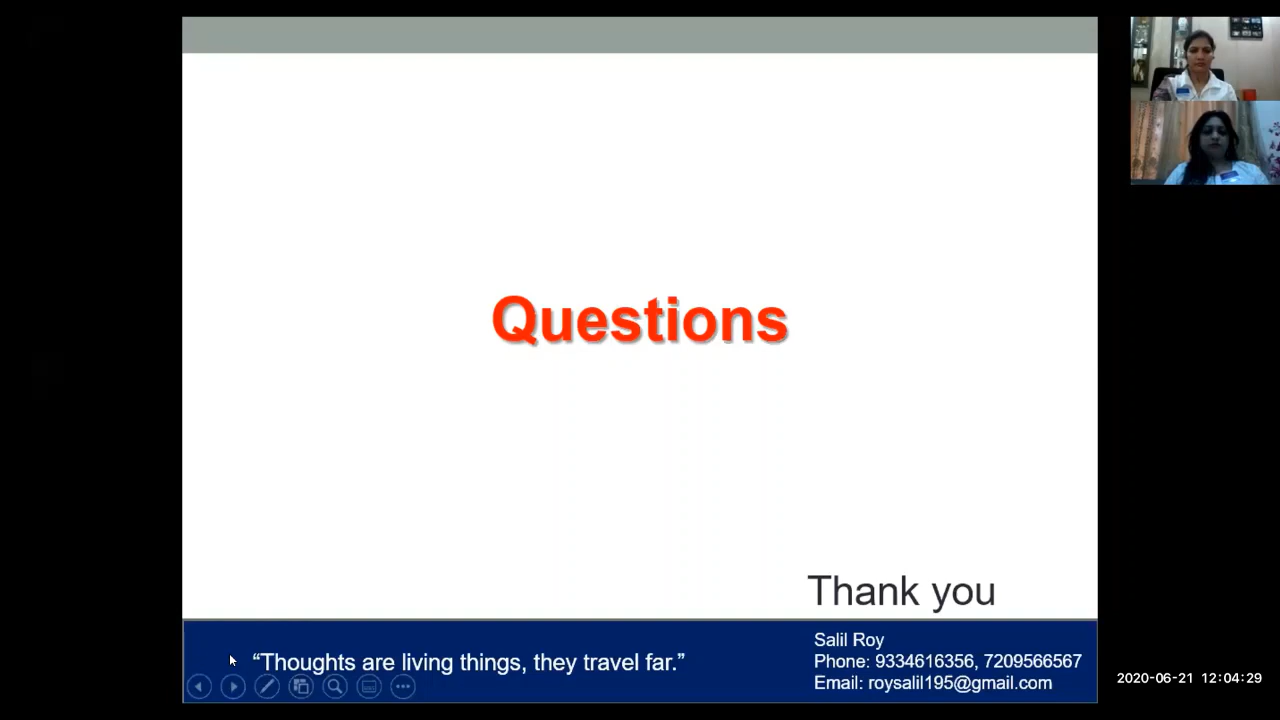 Questions
Thank you
“Thoughts are living things, they travel far.”
Salil Roy
Phone: 9334616356, 7209566567
Email: roysalil195@gmail.com
2020-06-21 12:04:29